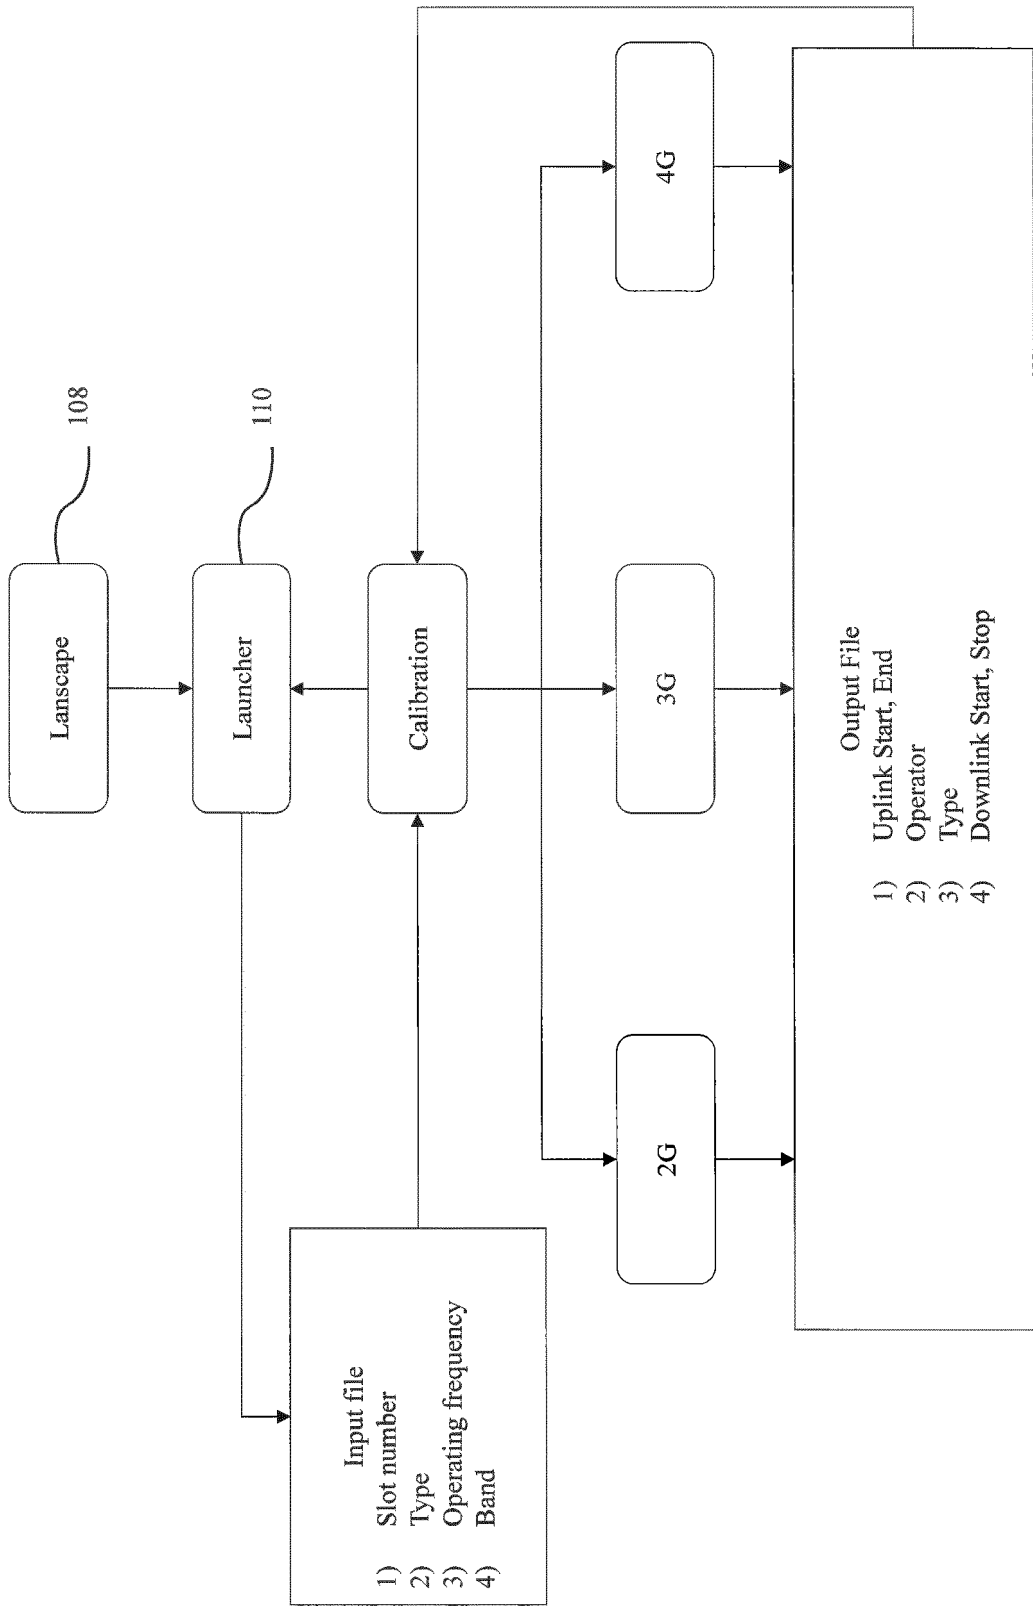 Lanscape
108
Launcher
110
Input file
1) Slot number
2) Type
3) Operating frequency
4) Band
Calibration
2G
3G
4G
Output File
1) Uplink Start, End
2) Operator
3) Type
4) Downlink Start, Stop